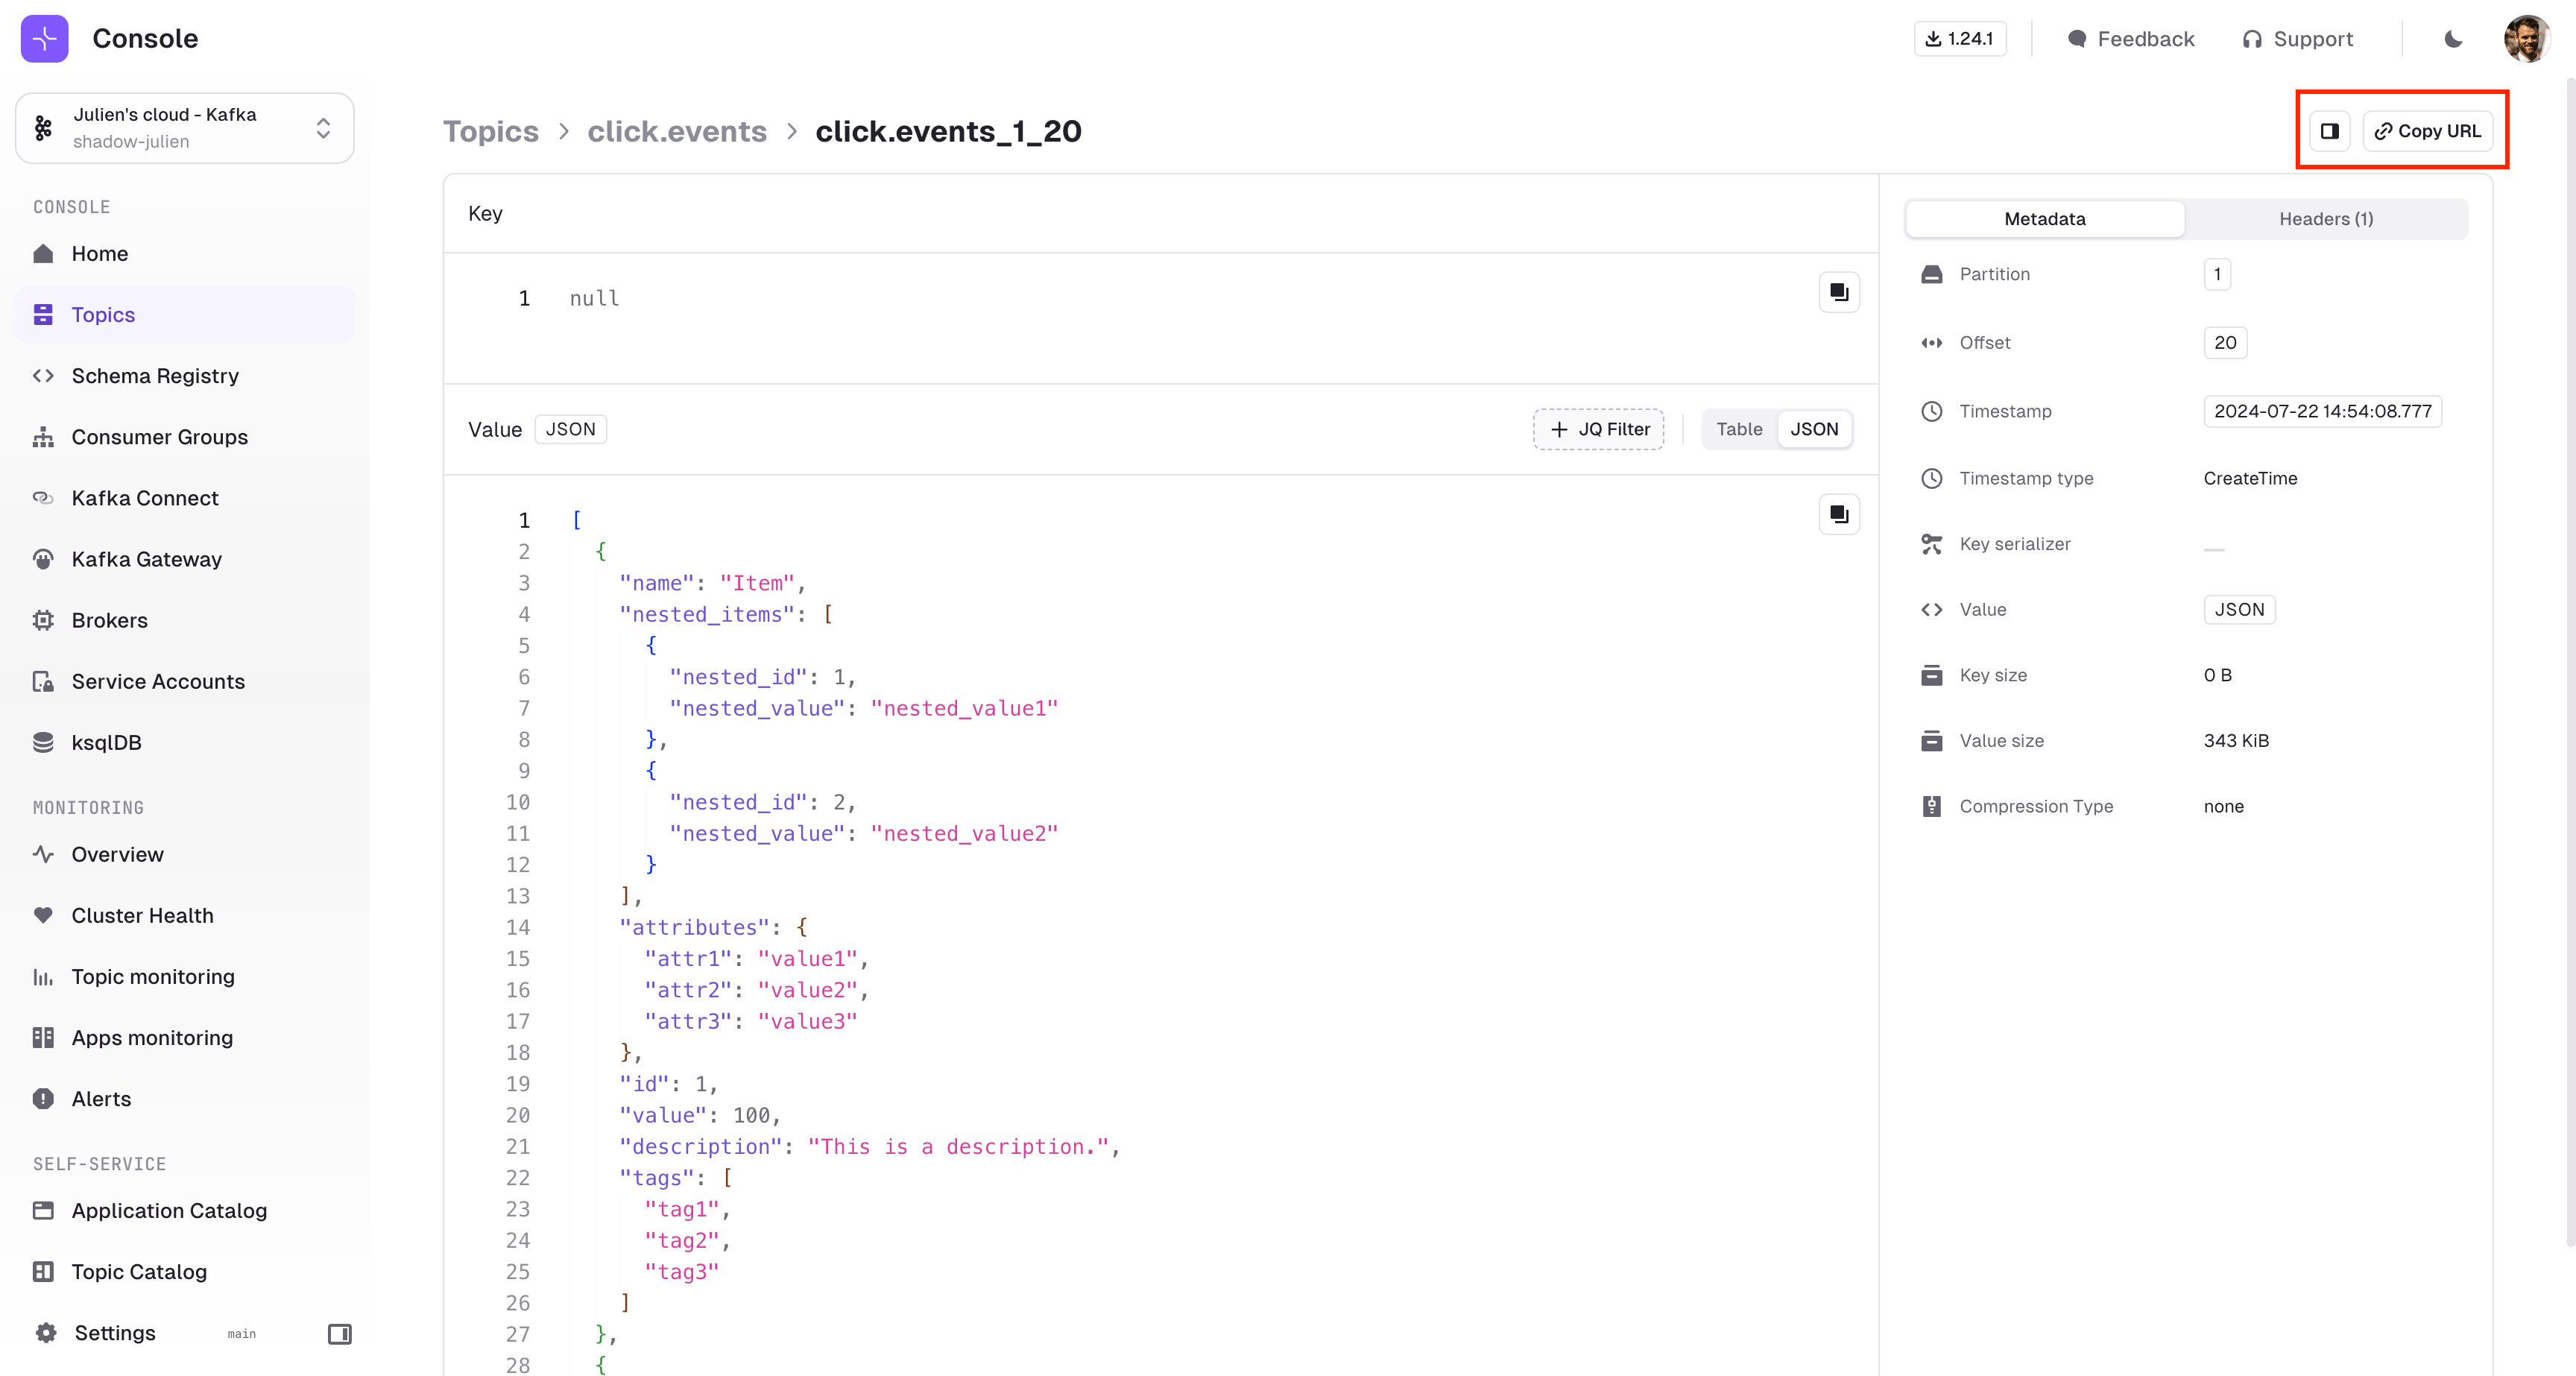 Console
1.24.1
Feedback
Support
Julien's cloud - Kafka
shadow-julien
CONSOLE
Home
Topics
Schema Registry
Consumer Groups
Kafka Connect
Kafka Gateway
Brokers
Service Accounts
ksqlDB
MONITORING
Overview
Cluster Health
Topic monitoring
Apps monitoring
Alerts
SELF-SERVICE
Application Catalog
Topic Catalog
Settings main
Topics > click.events > click.events_1_20
Copy URL
Key
1 null
Value JSON
+ JQ Filter
Table JSON
1 [
2 {
3 "name": "Item",
4 "nested_items": [
5 {
6 "nested_id": 1,
7 "nested_value": "nested_value1"
8 },
9 {
10 "nested_id": 2,
11 "nested_value": "nested_value2"
12 }
13 ],
14 "attributes": {
15 "attr1": "value1",
16 "attr2": "value2",
17 "attr3": "value3"
18 },
19 "id": 1,
20 "value": 100,
21 "description": "This is a description.",
22 "tags": [
23 "tag1",
24 "tag2",
25 "tag3"
26 ]
27 },
28 {
Metadata Headers (1)
Partition 1
Offset 20
Timestamp 2024-07-22 14:54:08.777
Timestamp type CreateTime
Key serializer —
Value JSON
Key size 0 B
Value size 343 KiB
Compression Type none